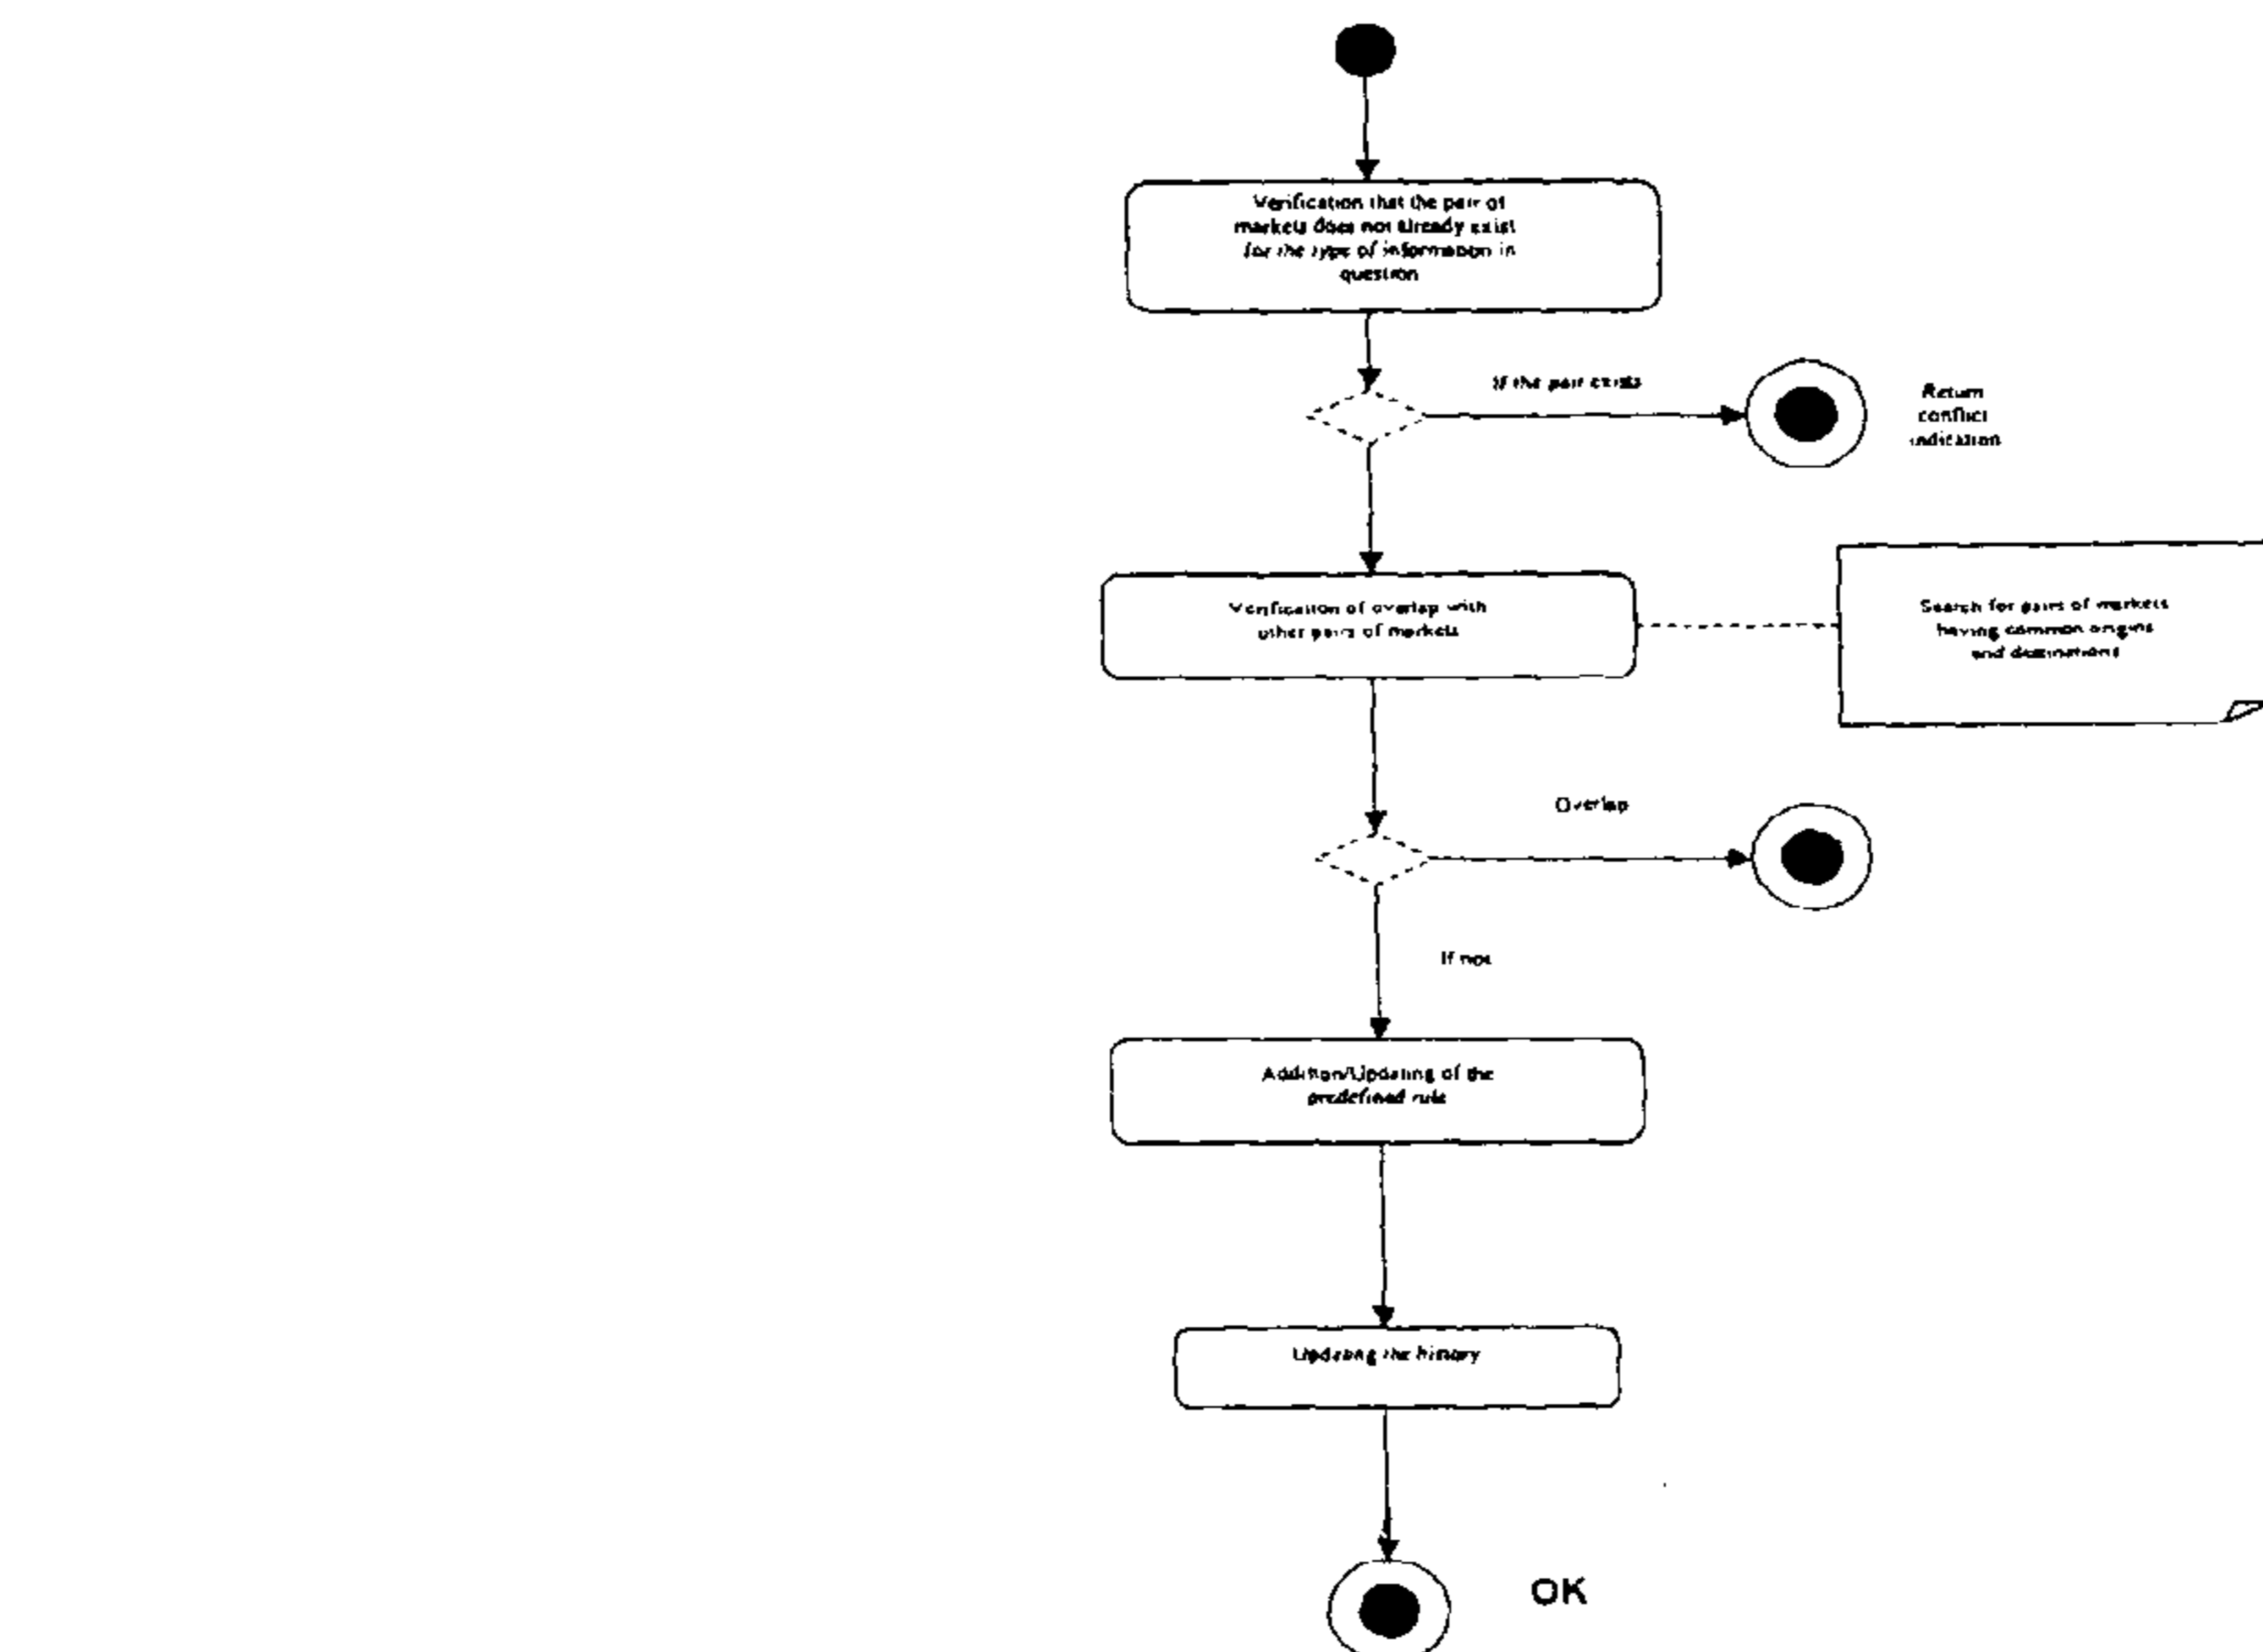 Verification that the pair of
markets does not already exist
for the type of information in
question
If the pair exists
Return
conflict
indication
Verification of overlap with
other pairs of markets
Search for pairs of markets
having common origins
and destinations
Overlap
If not
Addition/Updating of the
predefined rule
Updating the history
OK